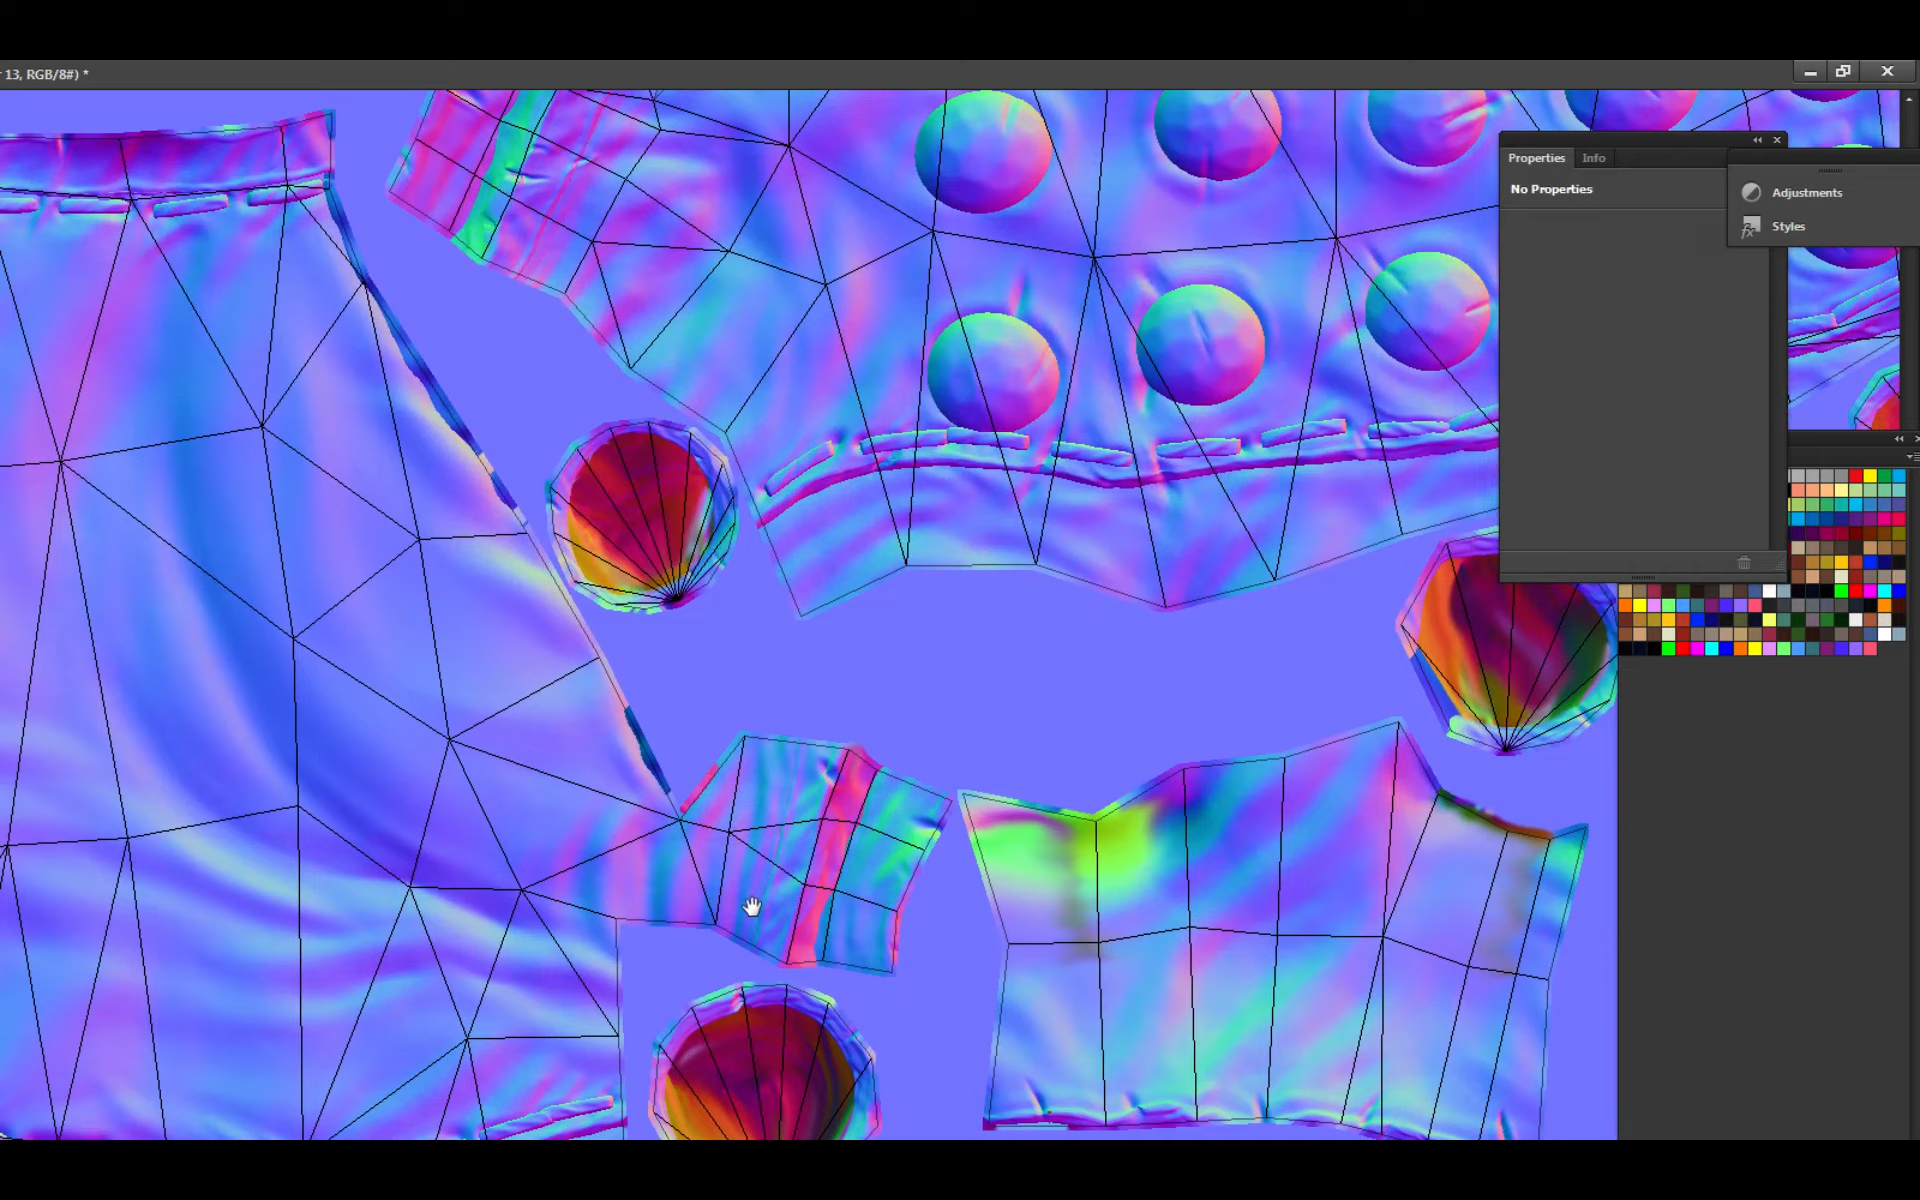 13, RGB/8#) *
Properties
Info
No Properties
Adjustments
Styles